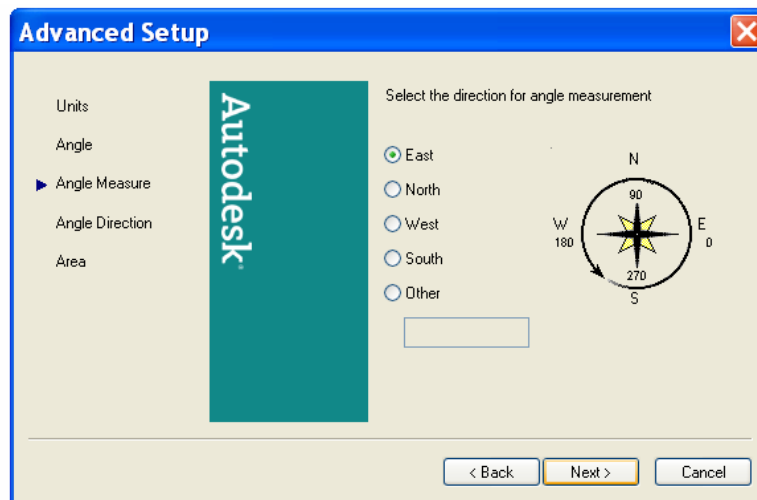 Advanced Setup
Units
Angle
Angle Measure
Angle Direction
Area
Autodesk
Select the direction for angle measurement
East
North
West
South
Other
N
90
W
180
E
0
270
S
< Back
Next >
Cancel